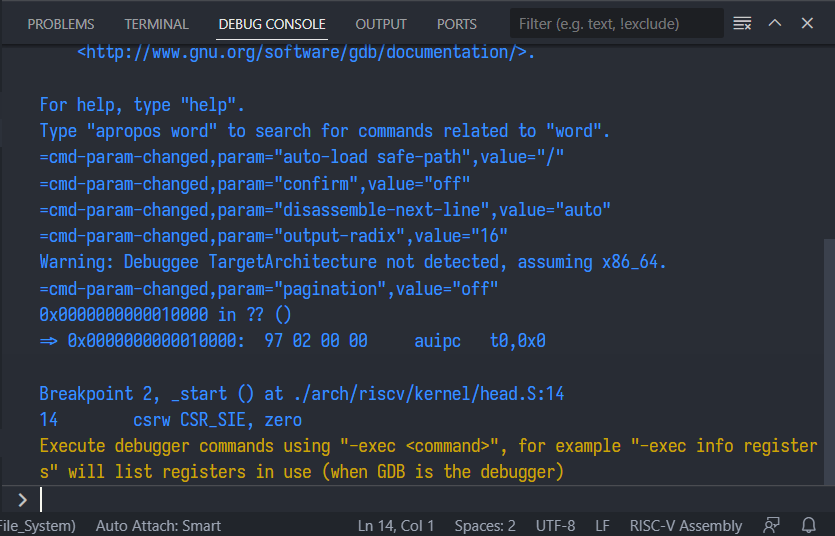 PROBLEMS TERMINAL DEBUG CONSOLE OUTPUT PORTS Filter (e.g. text, !exclude)
<http://www.gnu.org/software/gdb/documentation/>.
For help, type "help".
Type "apropos word" to search for commands related to "word".
=cmd-param-changed,param="auto-load safe-path",value="/"
=cmd-param-changed,param="confirm",value="off"
=cmd-param-changed,param="disassemble-next-line",value="auto"
=cmd-param-changed,param="output-radix",value="16"
Warning: Debuggee TargetArchitecture not detected, assuming x86_64.
=cmd-param-changed,param="pagination",value="off"
0x0000000000010000 in ?? ()
=> 0x0000000000010000: 97 02 00 00 auipc t0,0x0
Breakpoint 2, _start () at ./arch/riscv/kernel/head.S:14
14 csrw CSR_SIE, zero
Execute debugger commands using "-exec <command>", for example "-exec info register
s" will list registers in use (when GDB is the debugger)
>
File_System) Auto Attach: Smart Ln 14, Col 1 Spaces: 2 UTF-8 LF RISC-V Assembly